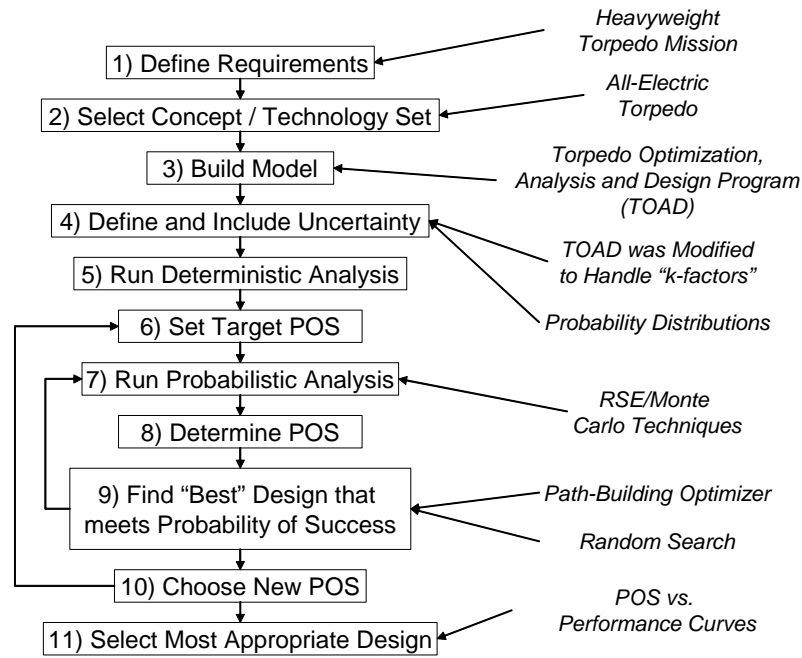 Heavyweight
Torpedo Mission
1) Define Requirements
All-Electric
Torpedo
2) Select Concept / Technology Set
Torpedo Optimization,
Analysis and Design Program
(TOAD)
3) Build Model
4) Define and Include Uncertainty
TOAD was Modified
to Handle “k-factors”
5) Run Deterministic Analysis
Probability Distributions
6) Set Target POS
7) Run Probabilistic Analysis
RSE/Monte
Carlo Techniques
8) Determine POS
9) Find “Best” Design that
meets Probability of Success
Path-Building Optimizer
Random Search
10) Choose New POS
POS vs.
Performance Curves
11) Select Most Appropriate Design